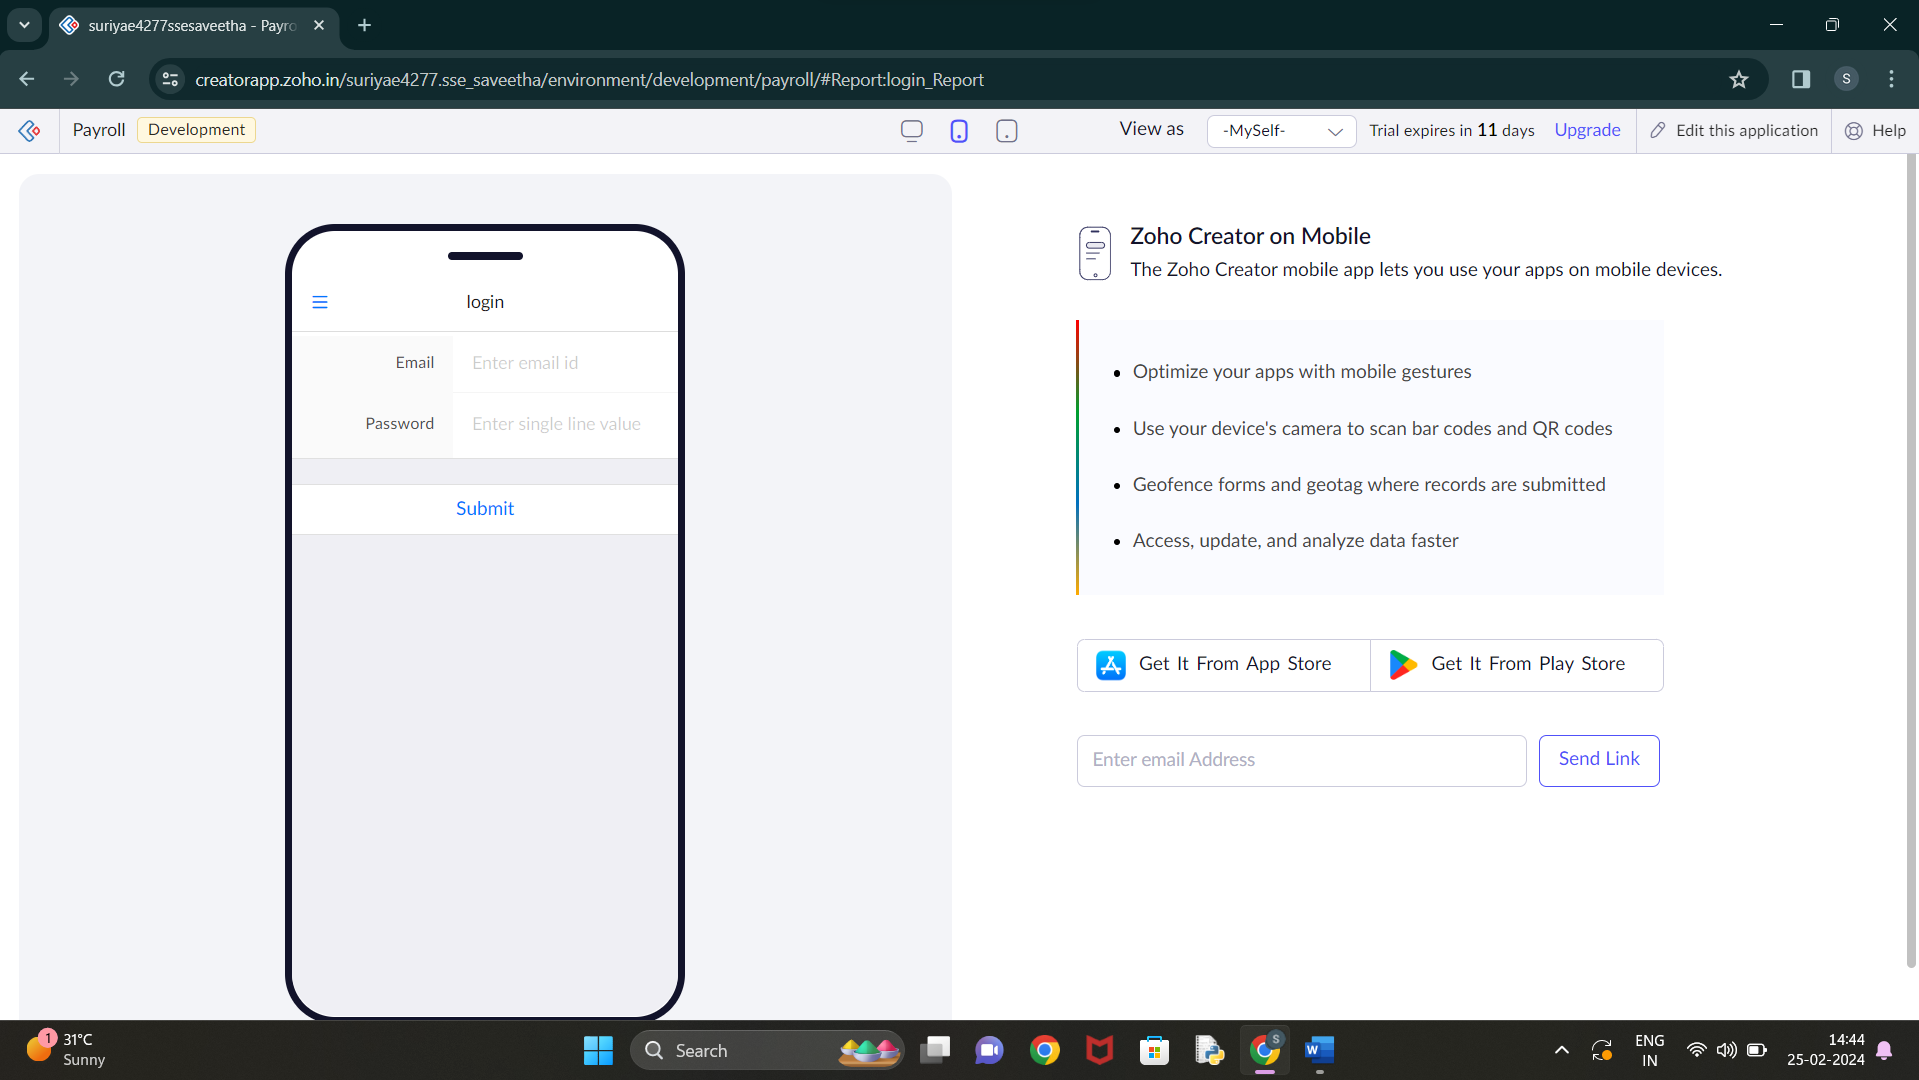 suriyae4277ssesaveetha - Payro
creatorapp.zoho.in/suriyae4277.sse_saveetha/environment/development/payroll/#Report:login_Report
S
Payroll
Development
View as
-MySelf-
Trial expires in 11 days
Upgrade
Edit this application
Help
login
Email
Enter email id
Password
Enter single line value
Submit
Zoho Creator on Mobile
The Zoho Creator mobile app lets you use your apps on mobile devices.
• Optimize your apps with mobile gestures
• Use your device's camera to scan bar codes and QR codes
• Geofence forms and geotag where records are submitted
• Access, update, and analyze data faster
Get It From App Store
Get It From Play Store
Enter email Address
Send Link
1
31°C
Sunny
Search
S
W
ENG
IN
14:44
25-02-2024